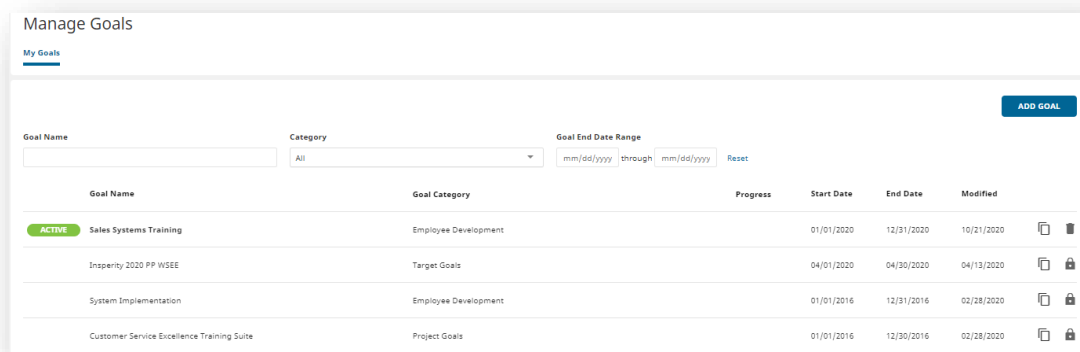 Manage Goals
My Goals
ADD GOAL
Goal Name Category Goal End Date Range
All mm/dd/yyyy through mm/dd/yyyy Reset
Goal Name Goal Category Progress Start Date End Date Modified
ACTIVE Sales Systems Training Employee Development 01/01/2020 12/31/2020 10/21/2020
Insperity 2020 PP WSEE Target Goals 04/01/2020 04/30/2020 04/13/2020
System Implementation Employee Development 01/01/2016 12/31/2016 02/28/2020
Customer Service Excellence Training Suite Project Goals 01/01/2016 12/30/2016 02/28/2020